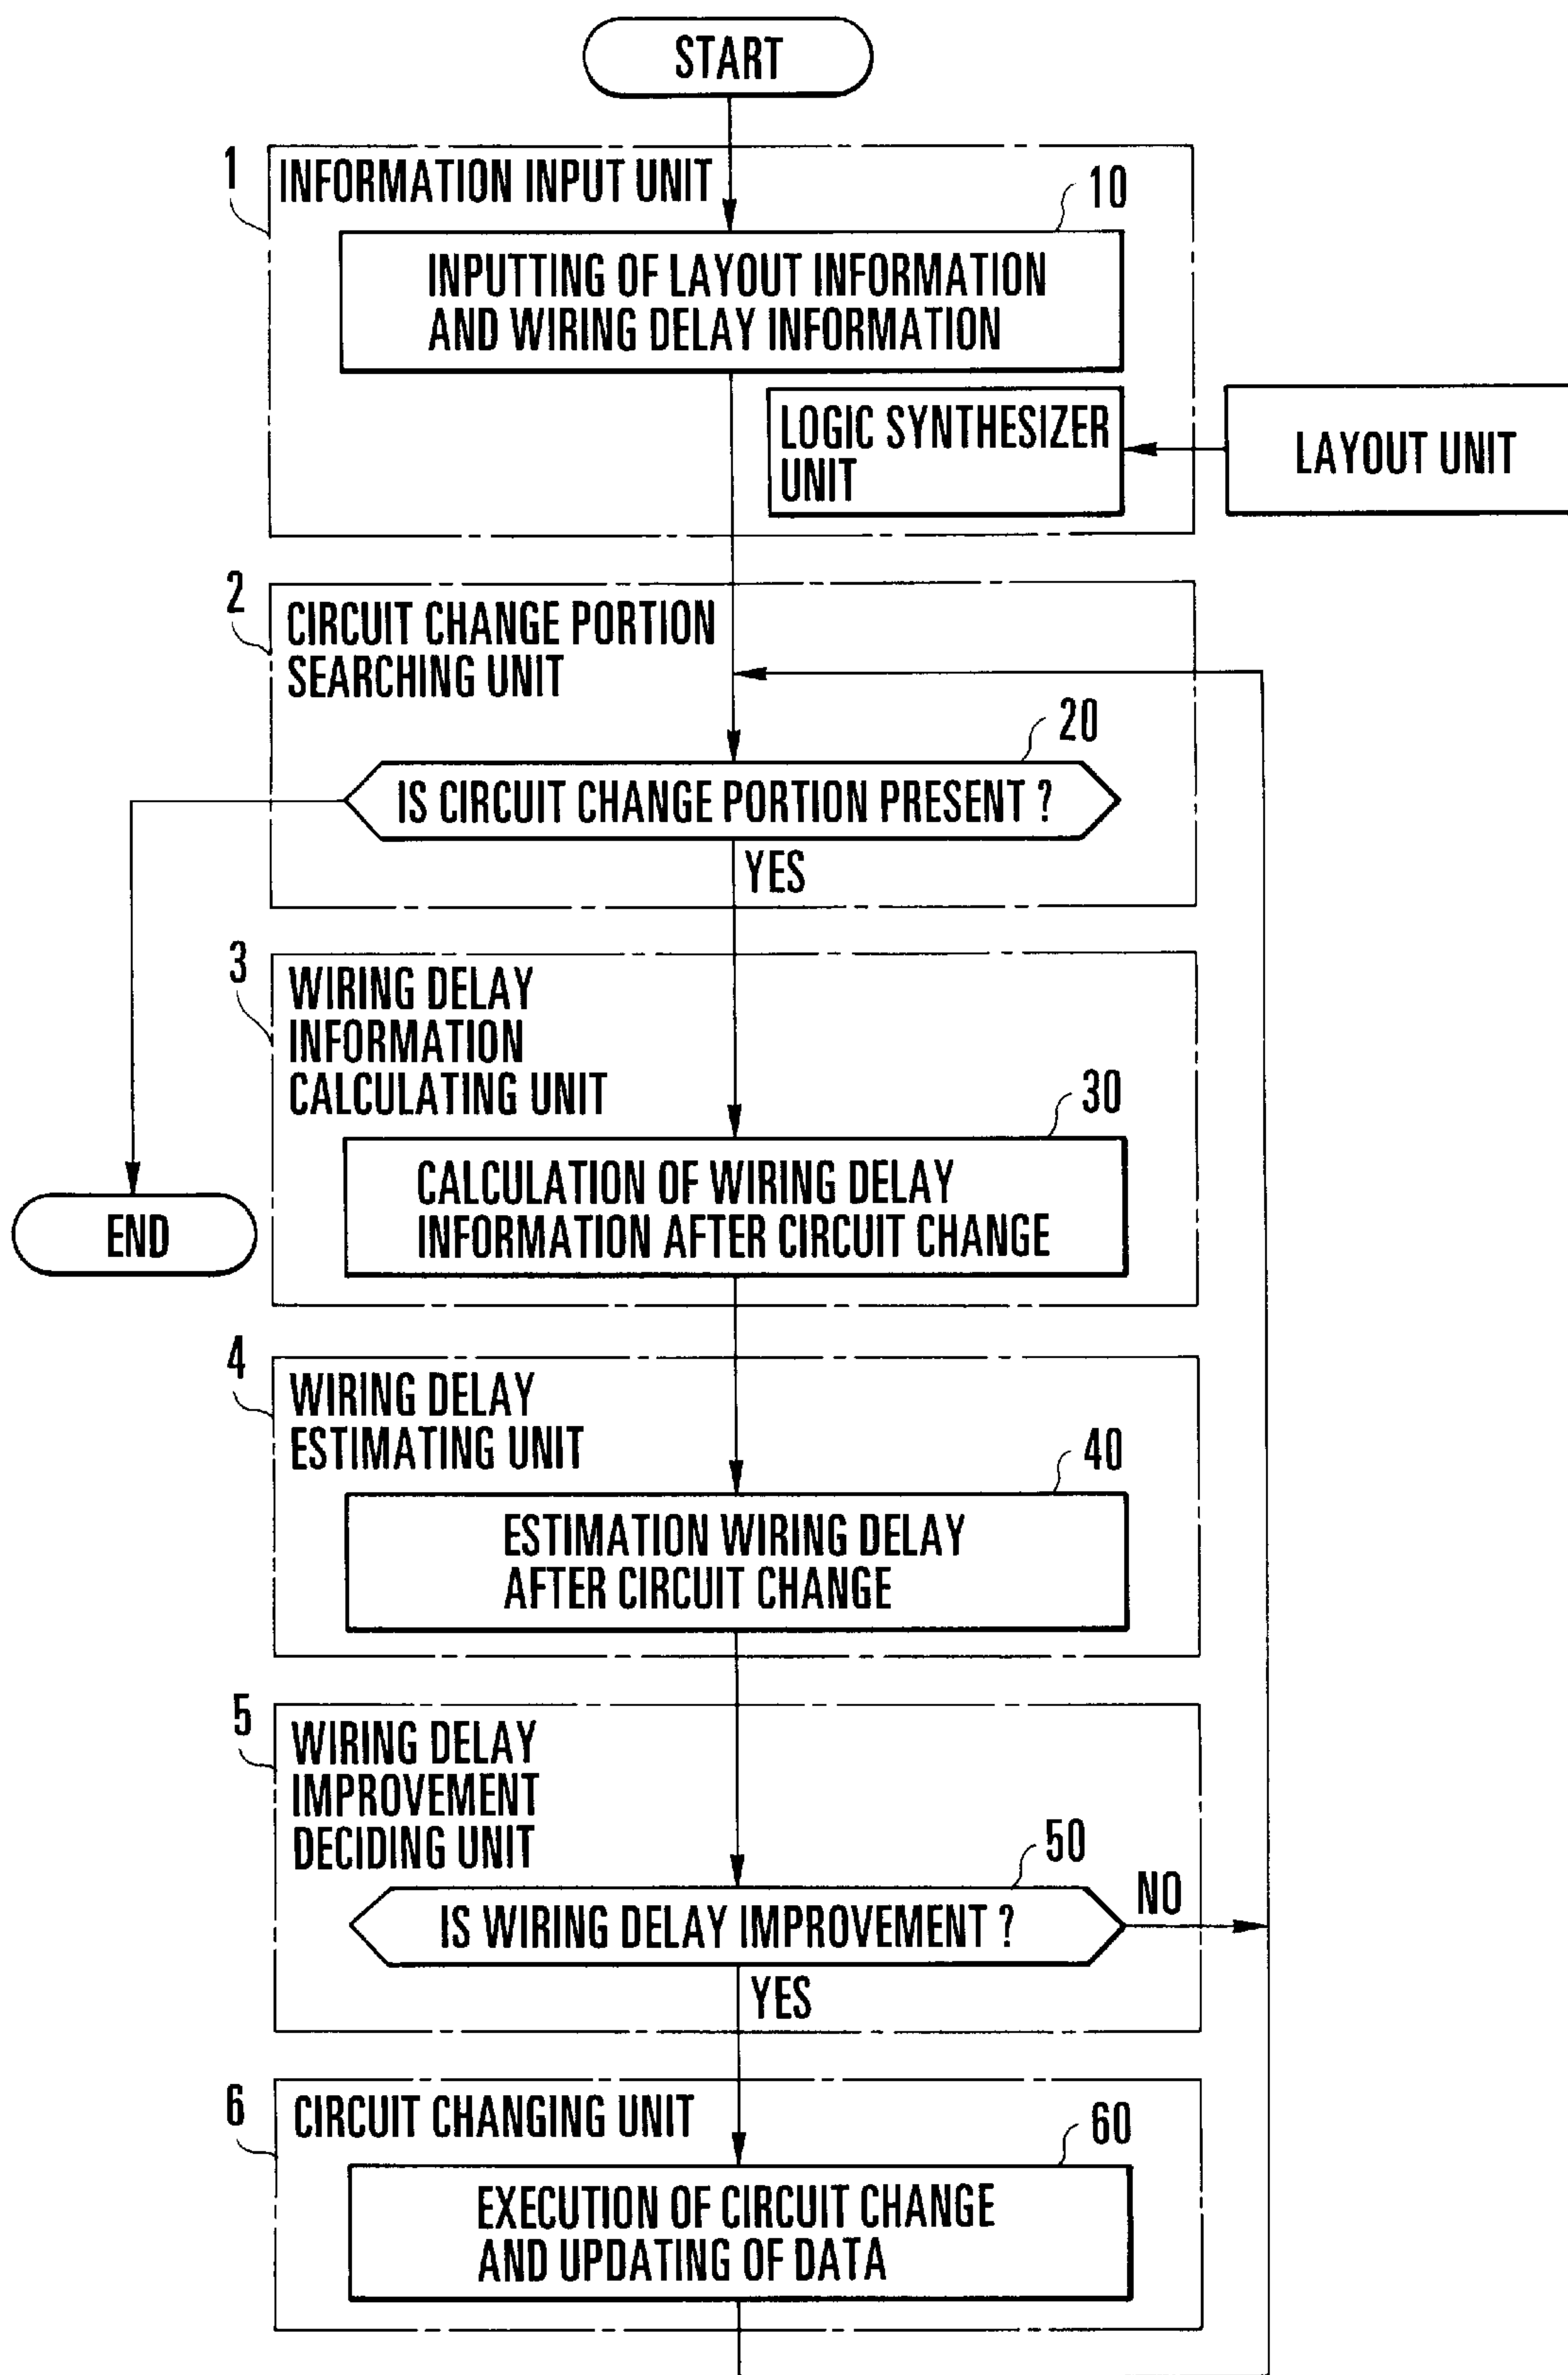 START
1
INFORMATION INPUT UNIT
10
INPUTTING OF LAYOUT INFORMATION
AND WIRING DELAY INFORMATION
LOGIC SYNTHESIZER
UNIT
LAYOUT UNIT
2
CIRCUIT CHANGE PORTION
SEARCHING UNIT
20
IS CIRCUIT CHANGE PORTION PRESENT ?
YES
3
WIRING DELAY
INFORMATION
CALCULATING UNIT
30
CALCULATION OF WIRING DELAY
INFORMATION AFTER CIRCUIT CHANGE
END
4
WIRING DELAY
ESTIMATING UNIT
40
ESTIMATION WIRING DELAY
AFTER CIRCUIT CHANGE
5
WIRING DELAY
IMPROVEMENT
DECIDING UNIT
50
IS WIRING DELAY IMPROVEMENT ?
NO
YES
6
CIRCUIT CHANGING UNIT
60
EXECUTION OF CIRCUIT CHANGE
AND UPDATING OF DATA